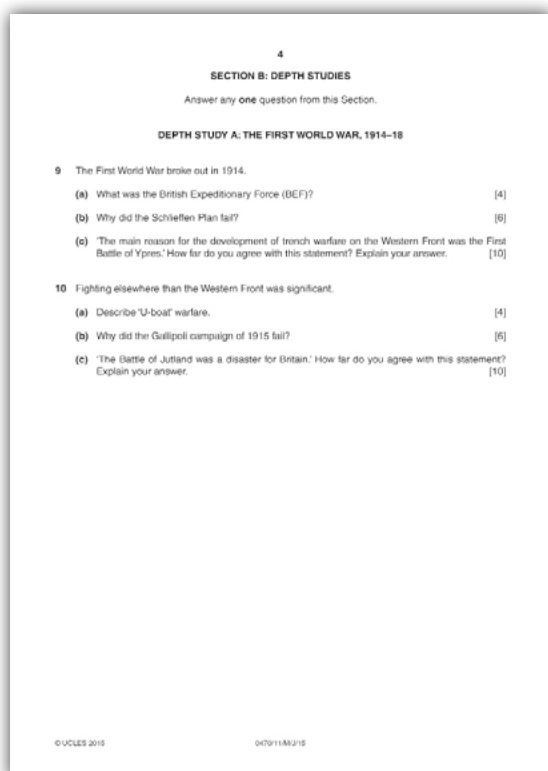 4
SECTION B: DEPTH STUDIES
Answer any one question from this Section.
DEPTH STUDY A: THE FIRST WORLD WAR, 1914–18
9 The First World War broke out in 1914.
(a) What was the British Expeditionary Force (BEF)? [4]
(b) Why did the Schlieffen Plan fail? [6]
(c) 'The main reason for the development of trench warfare on the Western Front was the First
Battle of Ypres.' How far do you agree with this statement? Explain your answer. [10]
10 Fighting elsewhere than the Western Front was significant.
(a) Describe 'U-boat' warfare. [4]
(b) Why did the Gallipoli campaign of 1915 fail? [6]
(c) 'The Battle of Jutland was a disaster for Britain.' How far do you agree with this statement?
Explain your answer. [10]
© UCLES 2015 0470/11/M/J/15